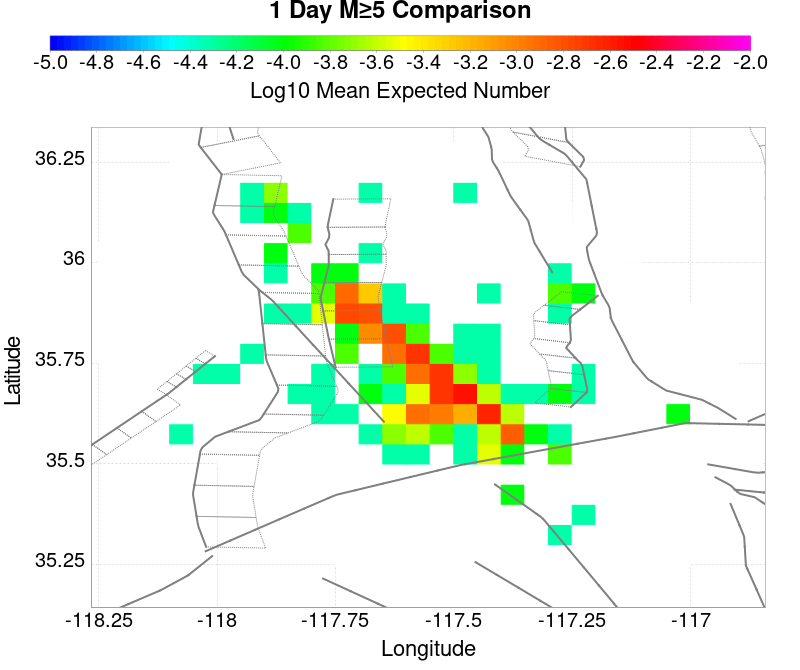 1 Day M≥5 Comparison
-5.0 -4.8 -4.6 -4.4 -4.2 -4.0 -3.8 -3.6 -3.4 -3.2 -3.0 -2.8 -2.6 -2.4 -2.2 -2.0
Log10 Mean Expected Number
36.25
36
35.75
35.5
35.25
Latitude
-118.25 -118 -117.75 -117.5 -117.25 -117
Longitude